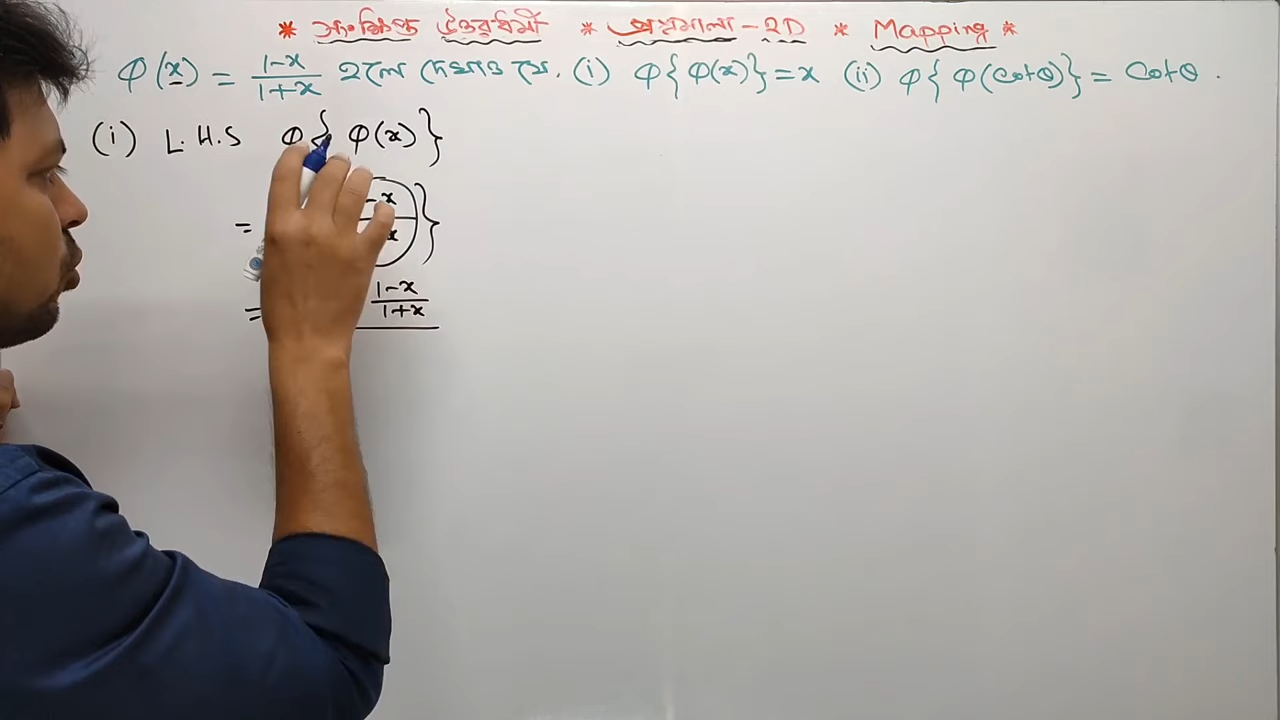 * সংক্ষিপ্ত উত্তরধর্মী * প্রশ্নমালা-2D * Mapping *
φ(x) = 1-x/1+x হলে দেখাও যে, (i) φ{φ(x)}=x (ii) φ{φ(Cotθ)}= Cotθ .
(i) L.H.S φ{φ(x)}
= x }
= 1-x/1+x